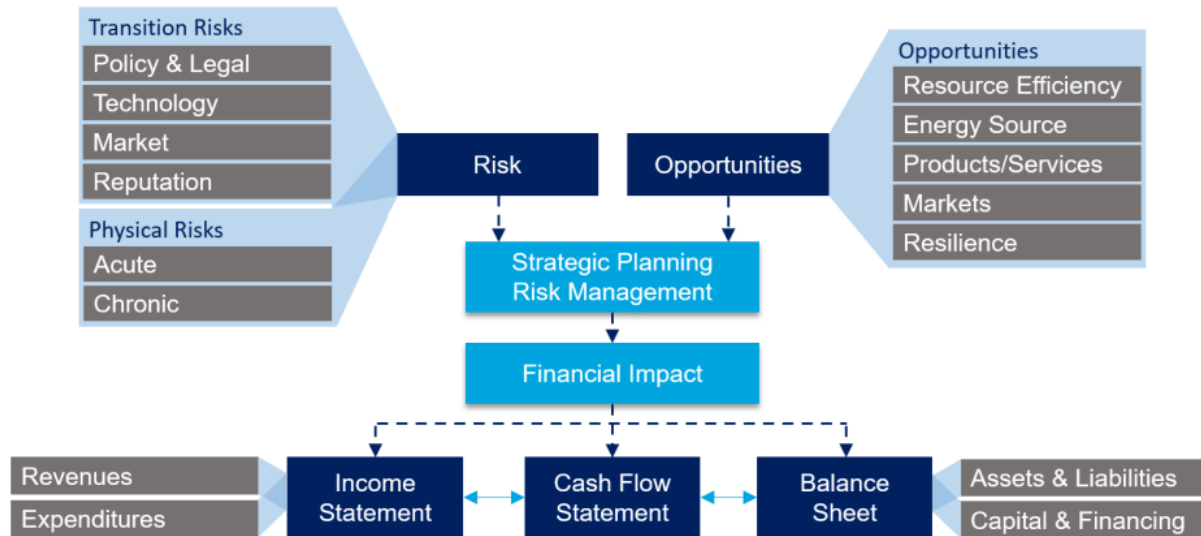 Transition Risks
Policy & Legal
Technology
Market
Reputation
Physical Risks
Acute
Chronic
Risk
Opportunities
Opportunities
Resource Efficiency
Energy Source
Products/Services
Markets
Resilience
Strategic Planning
Risk Management
Financial Impact
Revenues
Expenditures
Income
Statement
Cash Flow
Statement
Balance
Sheet
Assets & Liabilities
Capital & Financing